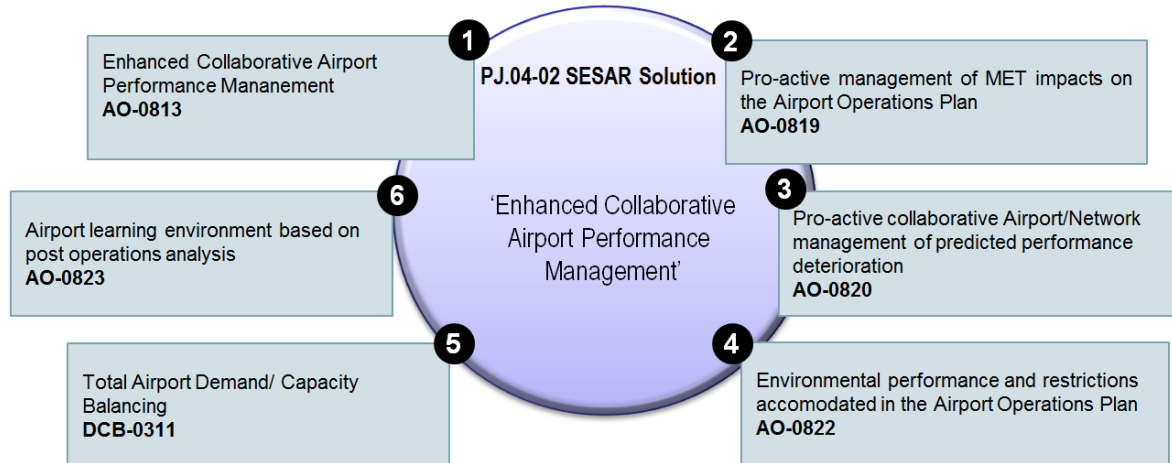 1
Enhanced Collaborative Airport
Performance Mananement
AO-0813
PJ.04-02 SESAR Solution
2
Pro-active management of MET impacts on
the Airport Operations Plan
AO-0819
‘Enhanced Collaborative
Airport Performance
Management’
3
Pro-active collaborative Airport/Network
management of predicted performance
deterioration
AO-0820
4
Environmental performance and restrictions
accomodated in the Airport Operations Plan
AO-0822
5
Total Airport Demand/ Capacity
Balancing
DCB-0311
6
Airport learning environment based on
post operations analysis
AO-0823